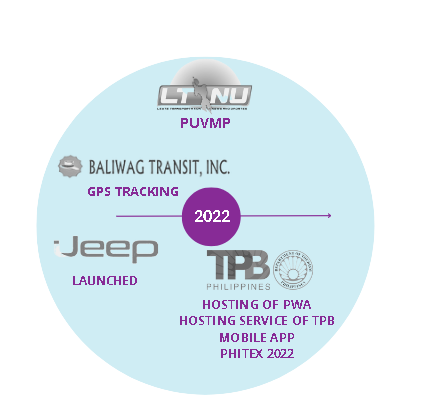 LTNU
PUVMP
BALIWAG TRANSIT, INC.
GPS TRACKING
2022
Jeep
LAUNCHED
TPB
PHILIPPINES
HOSTING OF PWA
HOSTING SERVICE OF TPB
MOBILE APP
PHITEX 2022